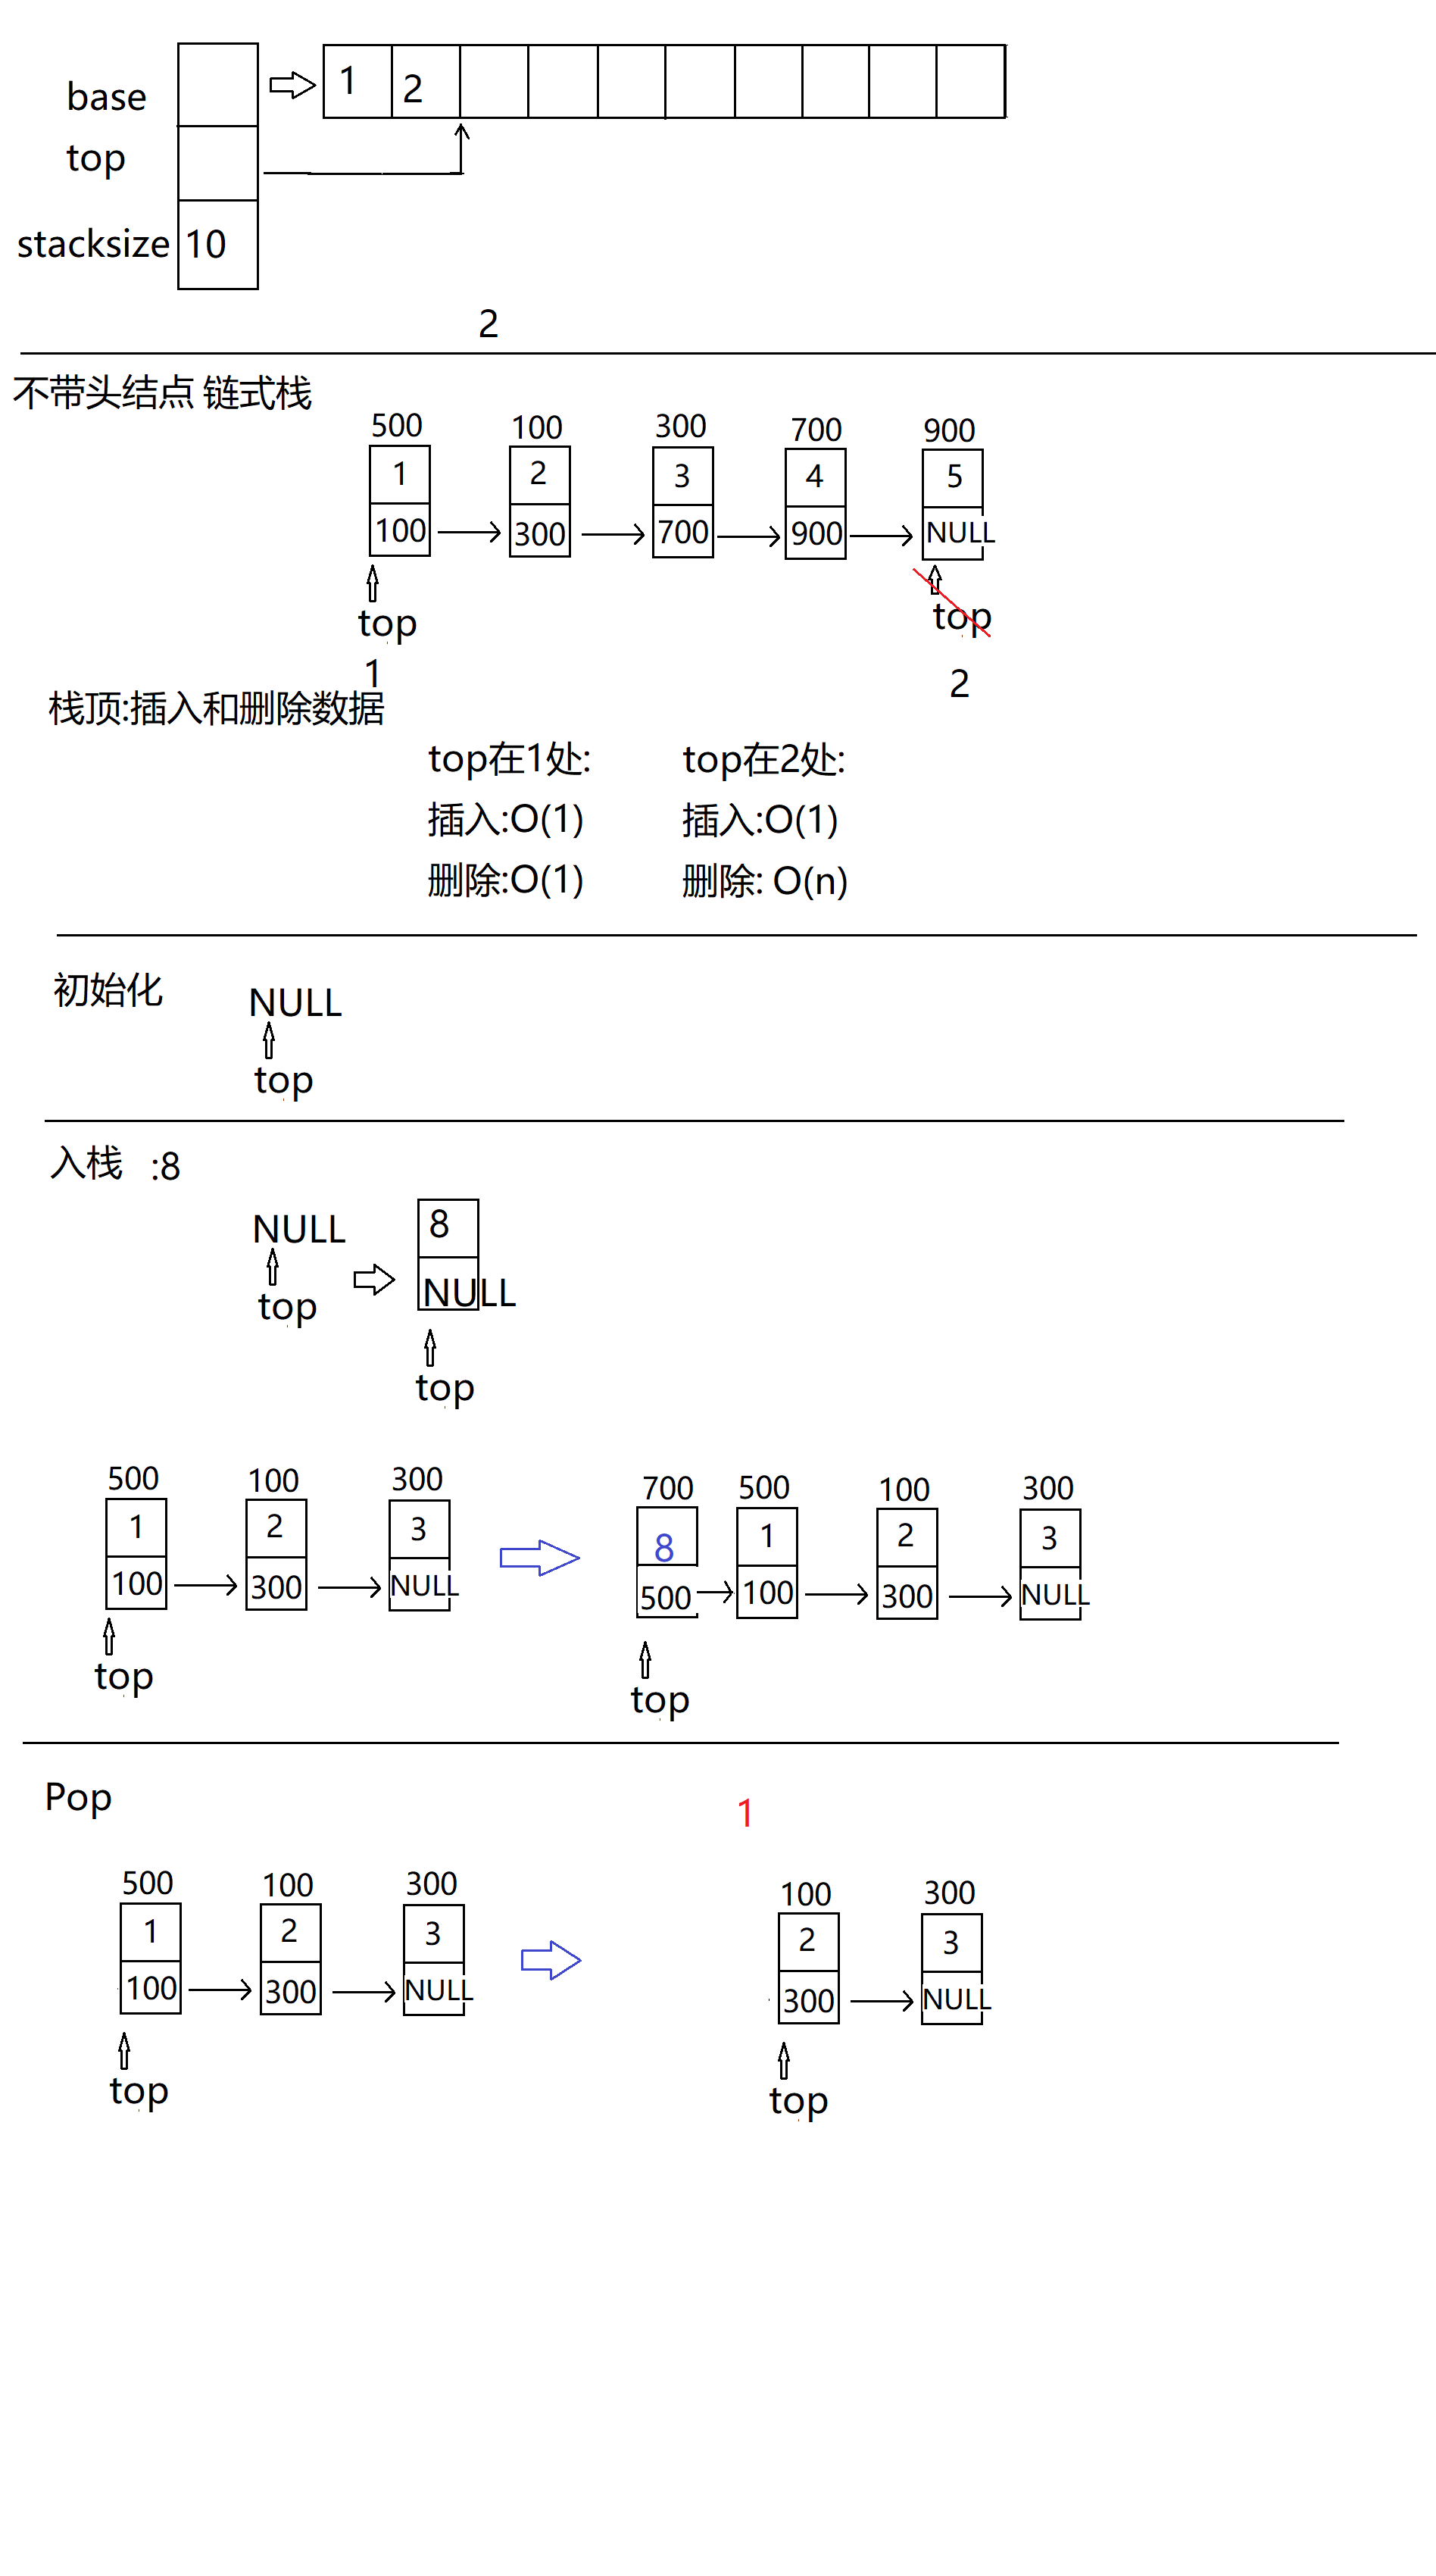 base
1 2
top
stacksize 10
2
不带头结点 链式栈
500 100 300 700 900
1 2 3 4 5
100 300 700 900 NULL
top top
1 2
栈顶:插入和删除数据
top在1处: top在2处:
插入:O(1) 插入:O(1)
删除:O(1) 删除: O(n)
初始化
NULL
top
入栈 :8
NULL 8
top NULL
top
500 100 300 700 500 100 300
1 2 3 8 1 2 3
100 300 NULL 500 100 300 NULL
top top
Pop
1
500 100 300 100 300
1 2 3 2 3
100 300 NULL 300 NULL
top top